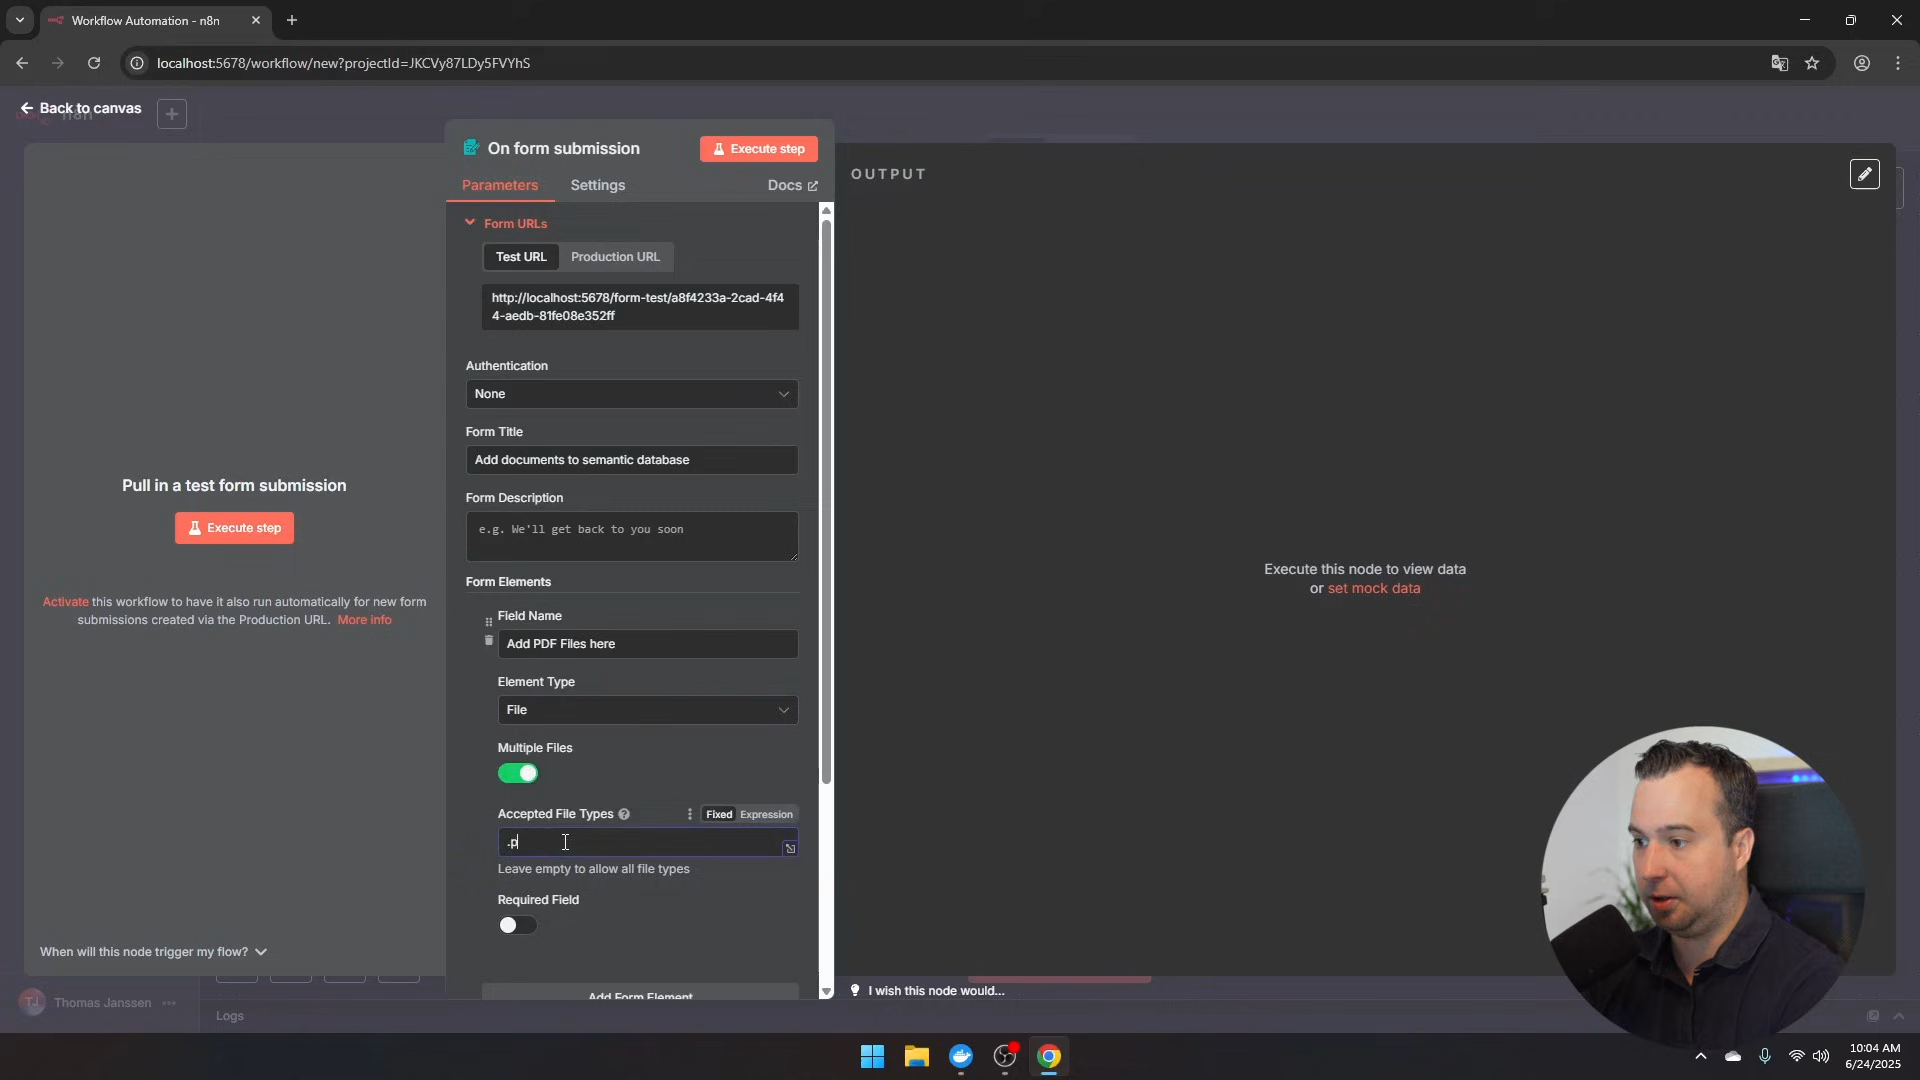 Workflow Automation - n8n
localhost:5678/workflow/new?projectId=JKCVy87LDy5FVYhS
Back to canvas
n8n
On form submission
Execute step
Parameters
Settings
Docs
Form URLs
Test URL
Production URL
http://localhost:5678/form-test/a8f4233a-2cad-4f4
4-aedb-81fe08e352ff
Authentication
None
Form Title
Add documents to semantic database
Form Description
e.g. We'll get back to you soon
Form Elements
Field Name
Add PDF Files here
Element Type
File
Multiple Files
Accepted File Types
Fixed
Expression
.p
Leave empty to allow all file types
Required Field
Add Form Element
Pull in a test form submission
Execute step
Activate this workflow to have it also run automatically for new form
submissions created via the Production URL. More info
When will this node trigger my flow?
OUTPUT
Execute this node to view data
or set mock data
I wish this node would...
TJ
Thomas Janssen
Logs
10:04 AM
6/24/2025